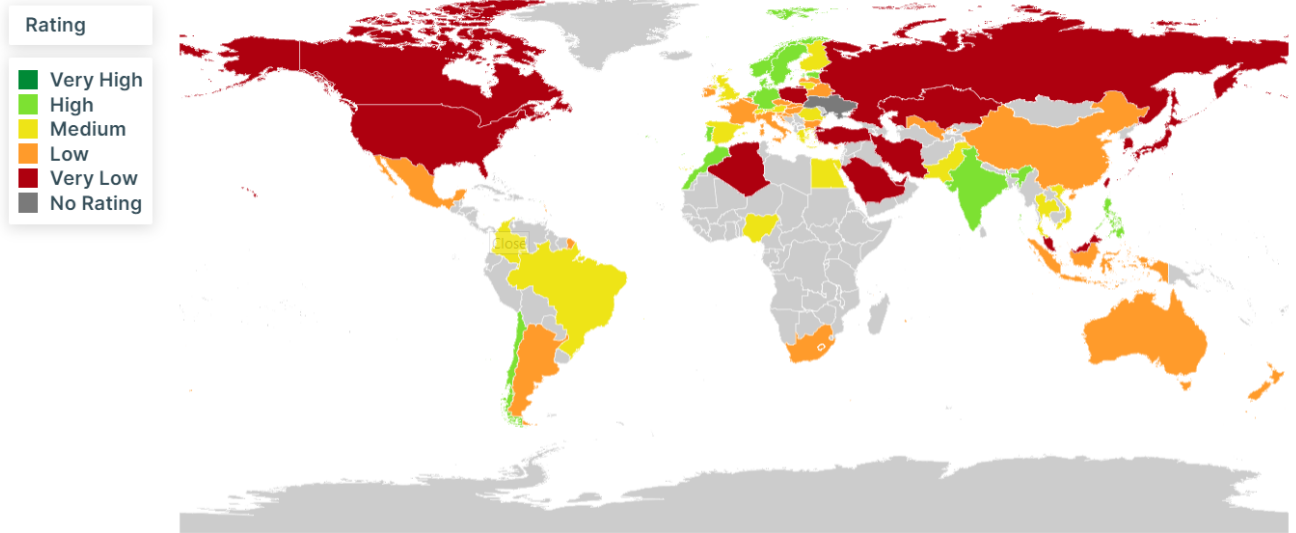 Rating
Very High
High
Medium
Low
Very Low
No Rating
Close